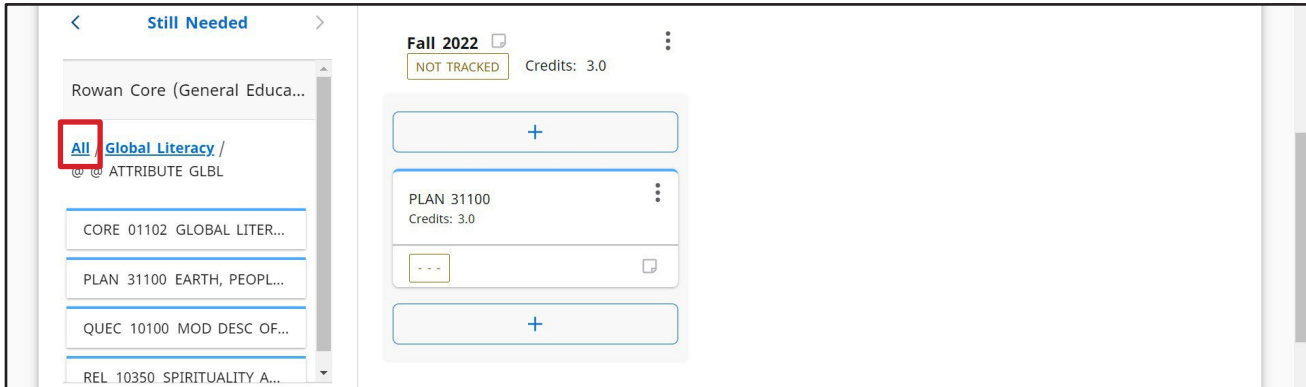 Still Needed
Rowan Core (General Educa...
All / Global Literacy /
@ @ ATTRIBUTE GLBL
CORE 01102 GLOBAL LITER...
PLAN 31100 EARTH, PEOPL...
QUEC 10100 MOD DESC OF...
REL 10350 SPIRITUALITY A...
Fall 2022
NOT TRACKED Credits: 3.0
+
PLAN 31100
Credits: 3.0
- - -
+